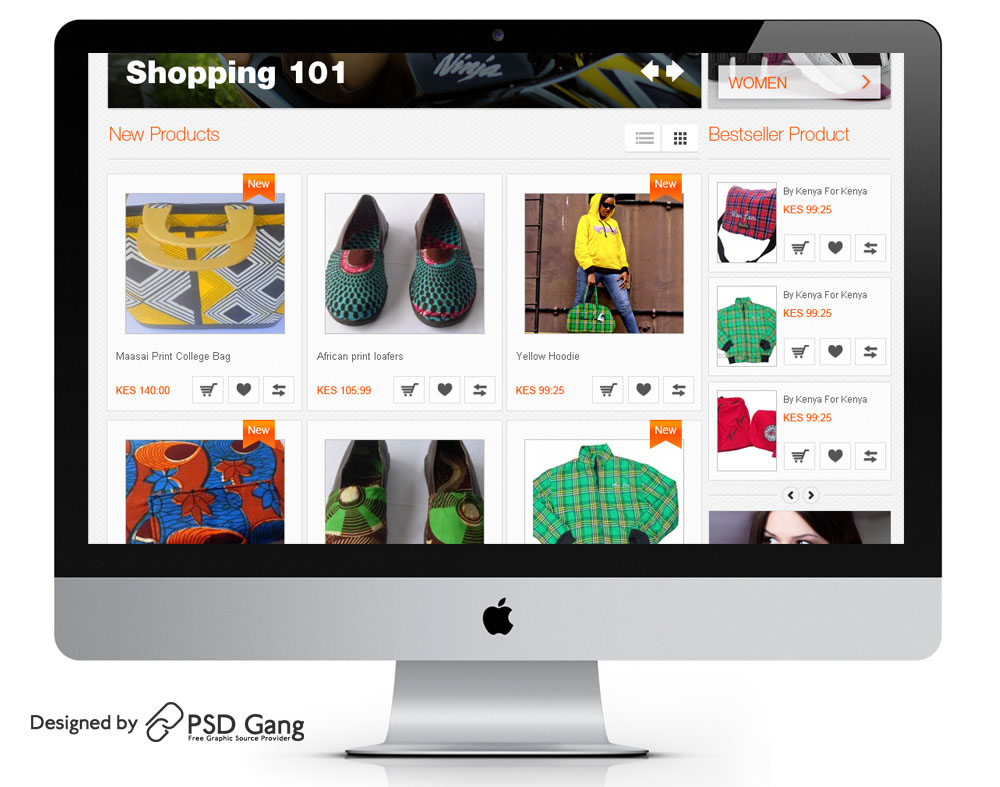 Shopping 101
Ninja
WOMEN
New Products
Bestseller Product
New
New
Maasai Print College Bag
KES 140:00
African print loafers
KES 105:99
Yellow Hoodie
KES 99:25
By Kenya For Kenya
KES 99:25
By Kenya For Kenya
KES 99:25
By Kenya For Kenya
KES 99:25
New
New
Designed by
PSD Gang
Free Graphic Source Provider